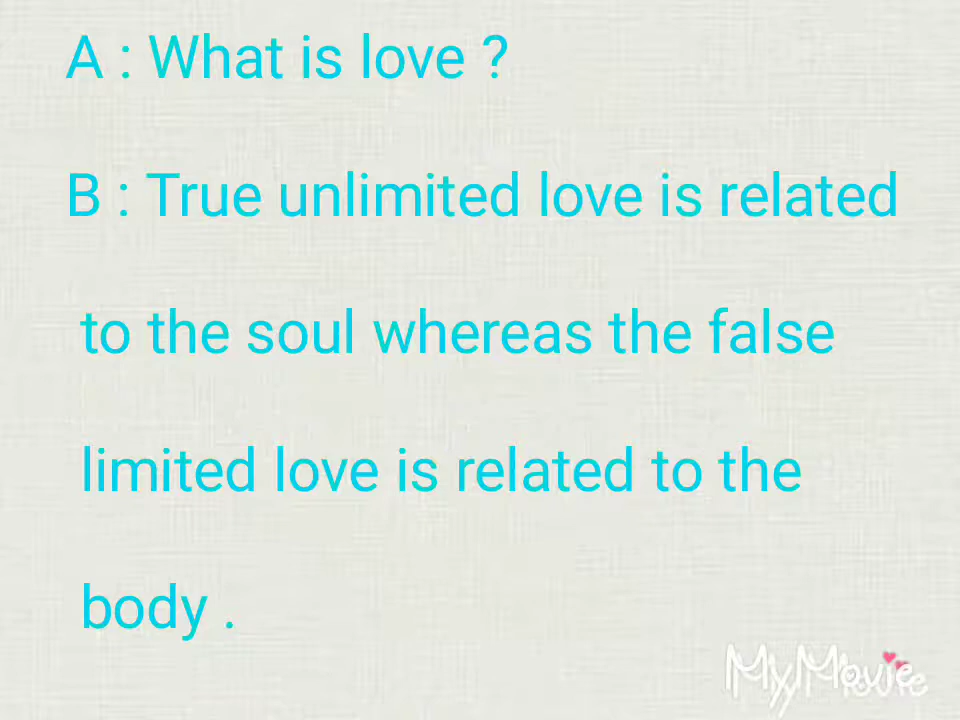 A : What is love ?
B : True unlimited love is related
to the soul whereas the false
limited love is related to the
body .
MyMovie